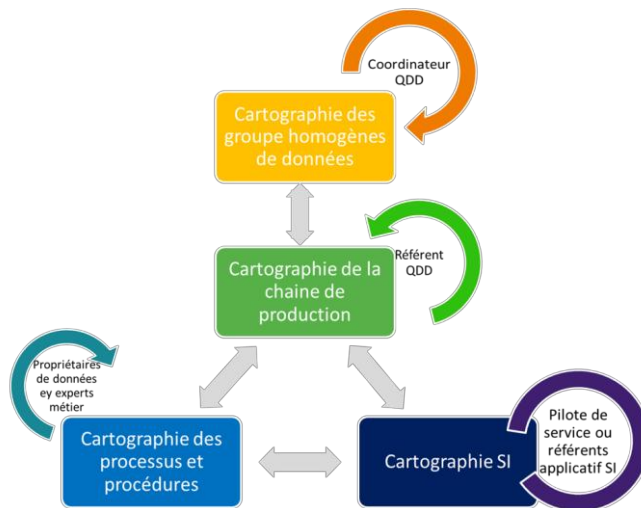 Coordinateur
QDD
Cartographie des
groupe homogènes
de données
Cartographie de la
chaine de
production
Référent
QDD
Propriétaires
de données
ey experts
métier
Cartographie des
processus et
procédures
Cartographie SI
Pilote de
service ou
référents
applicatif SI